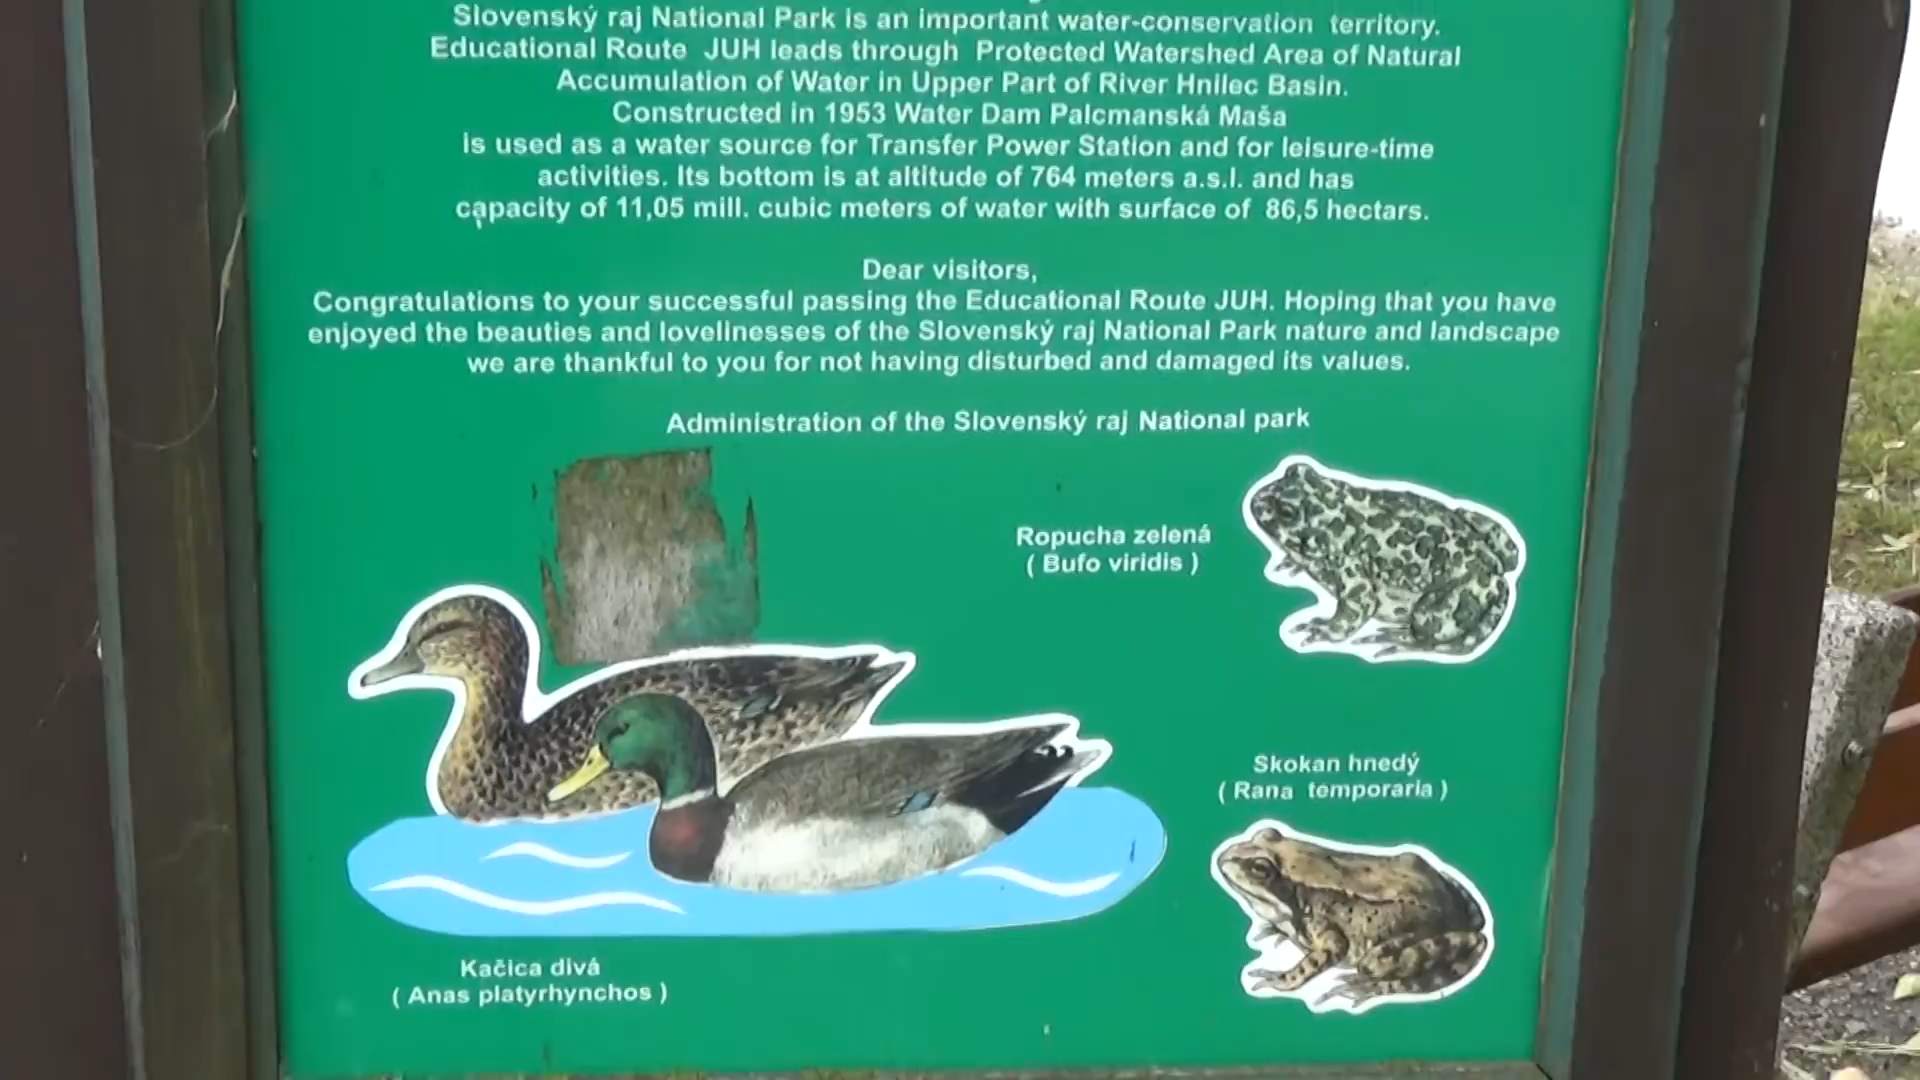 Slovenský raj National Park is an important water-conservation territory.
Educational Route JUH leads through Protected Watershed Area of Natural
Accumulation of Water in Upper Part of River Hnilec Basin.
Constructed in 1953 Water Dam Palcmanská Maša
is used as a water source for Transfer Power Station and for leisure-time
activities. Its bottom is at altitude of 764 meters a.s.l. and has
capacity of 11,05 mill. cubic meters of water with surface of 86,5 hectars.
Dear visitors,
Congratulations to your successful passing the Educational Route JUH. Hoping that you have
enjoyed the beauties and lovelinesses of the Slovenský raj National Park nature and landscape
we are thankful to you for not having disturbed and damaged its values.
Administration of the Slovenský raj National park
Ropucha zelená
( Bufo viridis )
Skokan hnedý
( Rana temporaria )
Kačica divá
( Anas platyrhynchos )